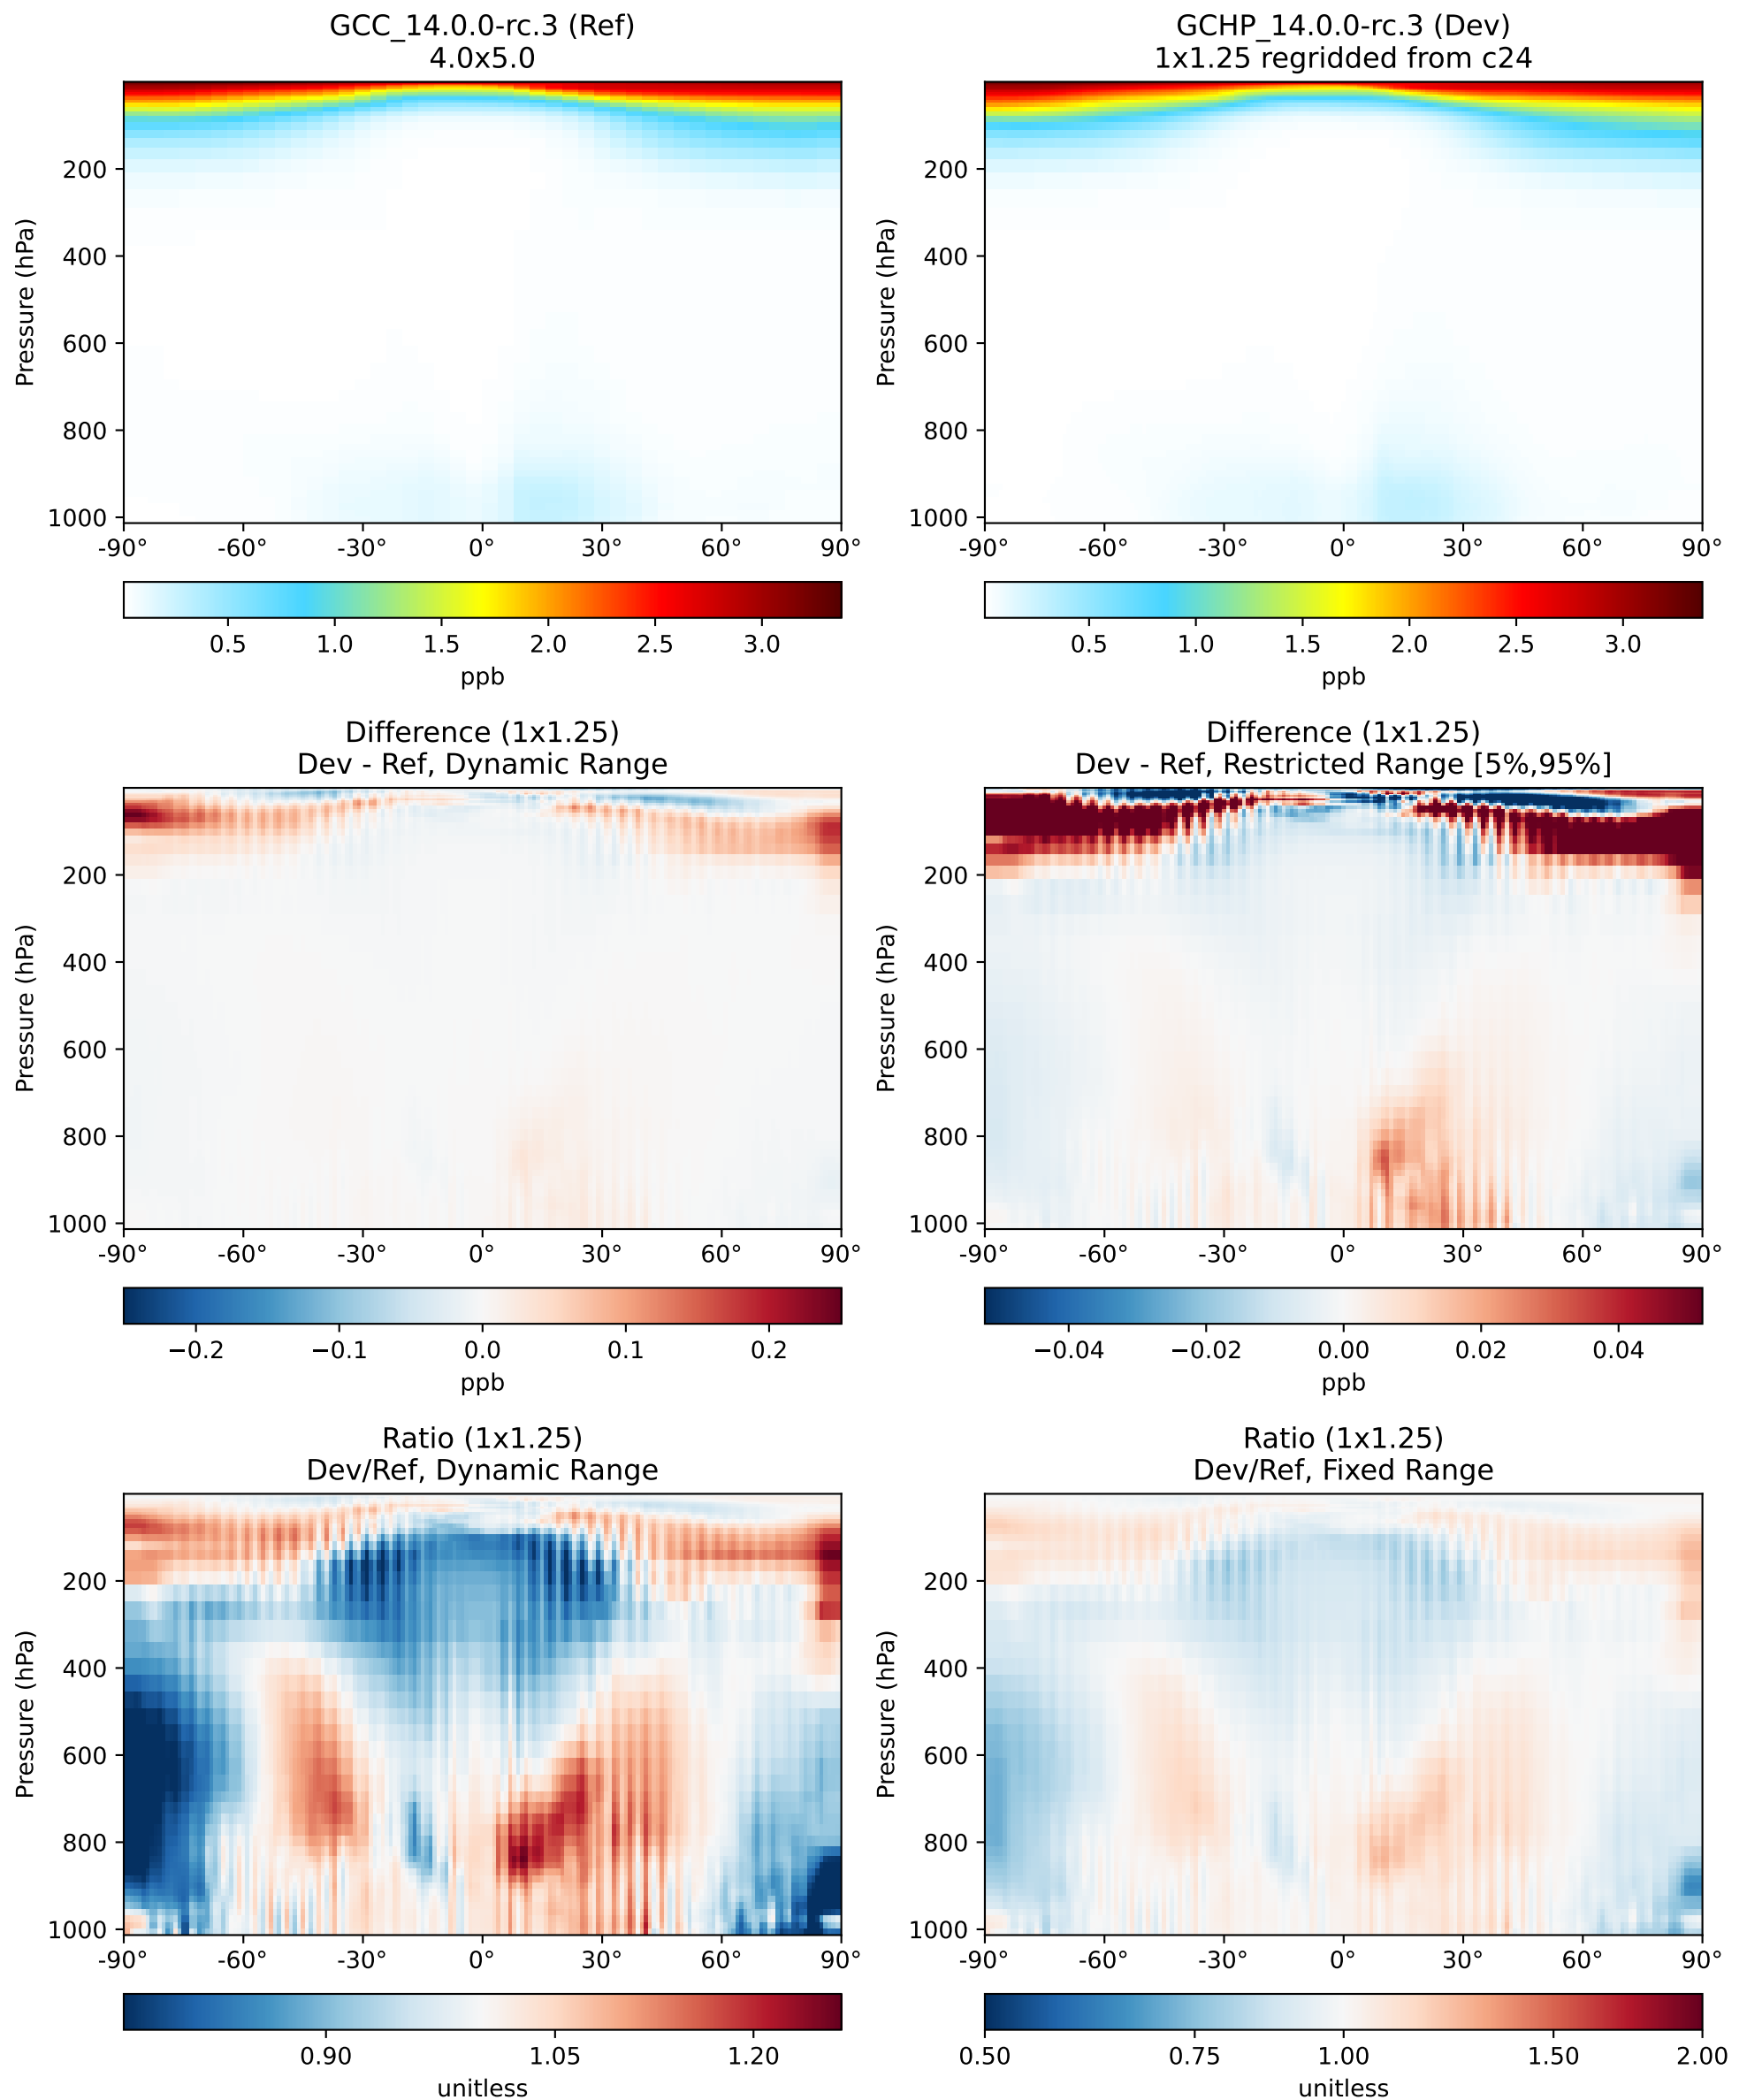 GCC_14.0.0-rc.3 (Ref)
4.0x5.0
GCHP_14.0.0-rc.3 (Dev)
1x1.25 regridded from c24
Pressure (hPa)
200
400
600
800
1000
-90° -60° -30° 0° 30° 60° 90°
0.5 1.0 1.5 2.0 2.5 3.0
ppb
Pressure (hPa)
200
400
600
800
1000
-90° -60° -30° 0° 30° 60° 90°
0.5 1.0 1.5 2.0 2.5 3.0
ppb
Difference (1x1.25)
Dev - Ref, Dynamic Range
Pressure (hPa)
200
400
600
800
1000
-90° -60° -30° 0° 30° 60° 90°
−0.2 −0.1 0.0 0.1 0.2
ppb
Difference (1x1.25)
Dev - Ref, Restricted Range [5%,95%]
Pressure (hPa)
200
400
600
800
1000
-90° -60° -30° 0° 30° 60° 90°
−0.04 −0.02 0.00 0.02 0.04
ppb
Ratio (1x1.25)
Dev/Ref, Dynamic Range
Pressure (hPa)
200
400
600
800
1000
-90° -60° -30° 0° 30° 60° 90°
0.90 1.05 1.20
unitless
Ratio (1x1.25)
Dev/Ref, Fixed Range
Pressure (hPa)
200
400
600
800
1000
-90° -60° -30° 0° 30° 60° 90°
0.50 0.75 1.00 1.50 2.00
unitless